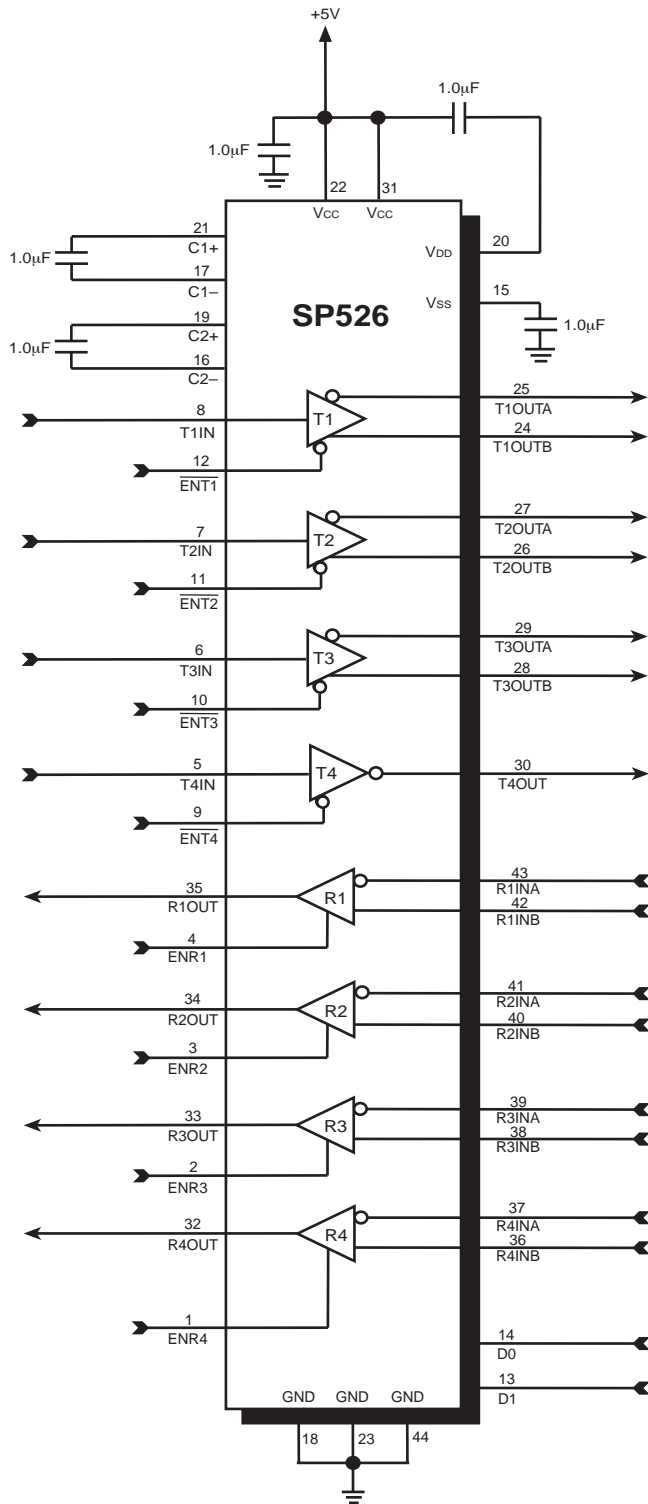 +5V
1.0µF
1.0µF
22
31
Vcc
Vcc
21
C1+
1.0µF
17
C1–
VDD
20
19
C2+
1.0µF
16
C2–
SP526
VSS
15
1.0µF
8
T1IN
T1
25
T1OUTA
24
T1OUTB
12
ENT1
7
T2IN
T2
27
T2OUTA
26
T2OUTB
11
ENT2
6
T3IN
T3
29
T3OUTA
28
T3OUTB
10
ENT3
5
T4IN
T4
30
T4OUT
9
ENT4
35
R1OUT
R1
43
R1INA
42
R1INB
4
ENR1
34
R2OUT
R2
41
R2INA
40
R2INB
3
ENR2
33
R3OUT
R3
39
R3INA
38
R3INB
2
ENR3
32
R4OUT
R4
37
R4INA
36
R4INB
1
ENR4
14
D0
13
D1
GND
GND
GND
18
23
44